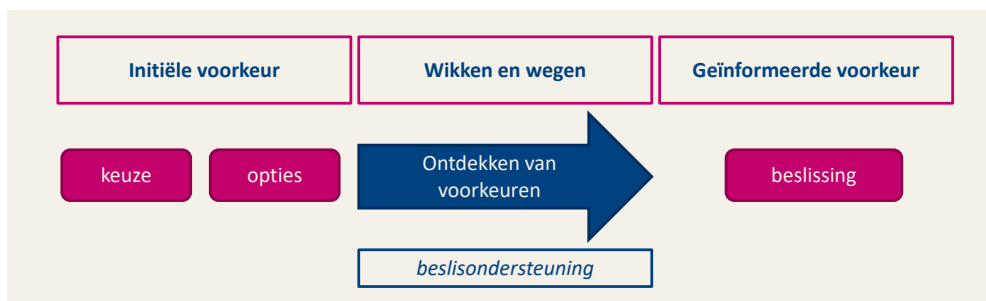 Initiële voorkeur
Wikken en wegen
Geïnformeerde voorkeur
keuze
opties
Ontdekken van
voorkeuren
beslissing
beslisondersteuning